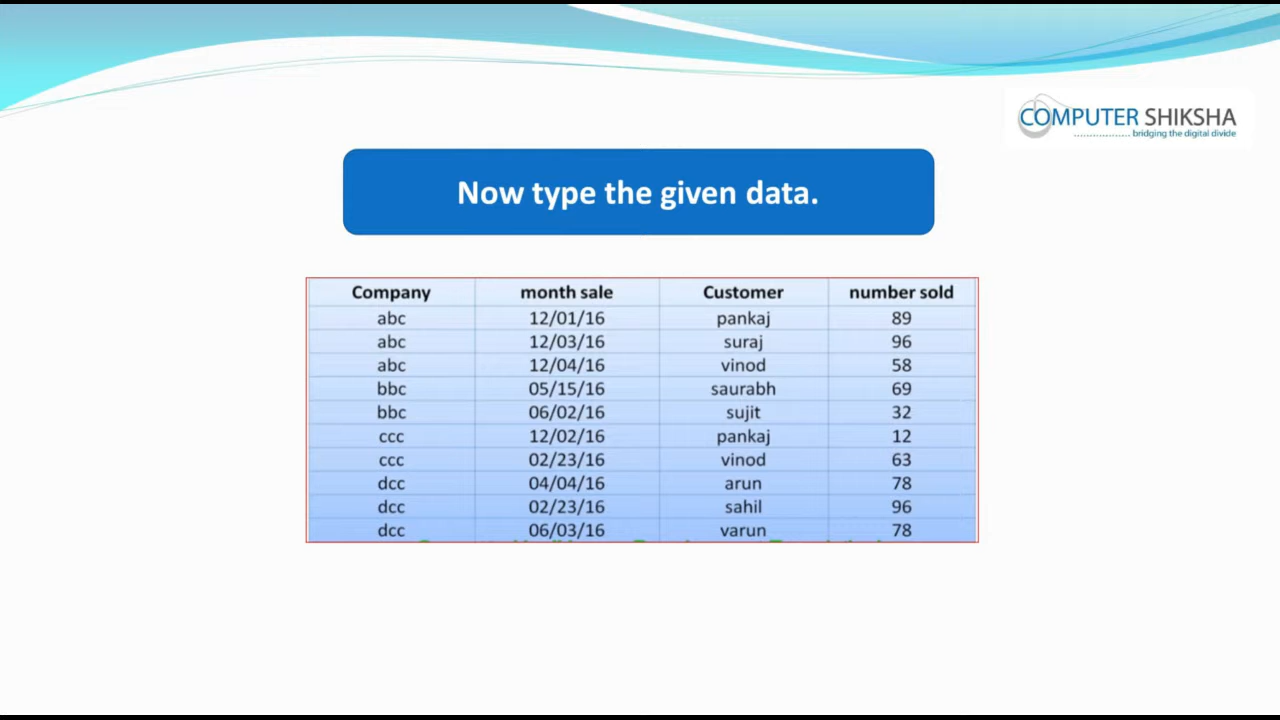 COMPUTER SHIKSHA
bridging the digital divide
Now type the given data.
Company month sale Customer number sold
abc 12/01/16 pankaj 89
abc 12/03/16 suraj 96
abc 12/04/16 vinod 58
bbc 05/15/16 saurabh 69
bbc 06/02/16 sujit 32
ccc 12/02/16 pankaj 12
ccc 02/23/16 vinod 63
dcc 04/04/16 arun 78
dcc 02/23/16 sahil 96
dcc 06/03/16 varun 78